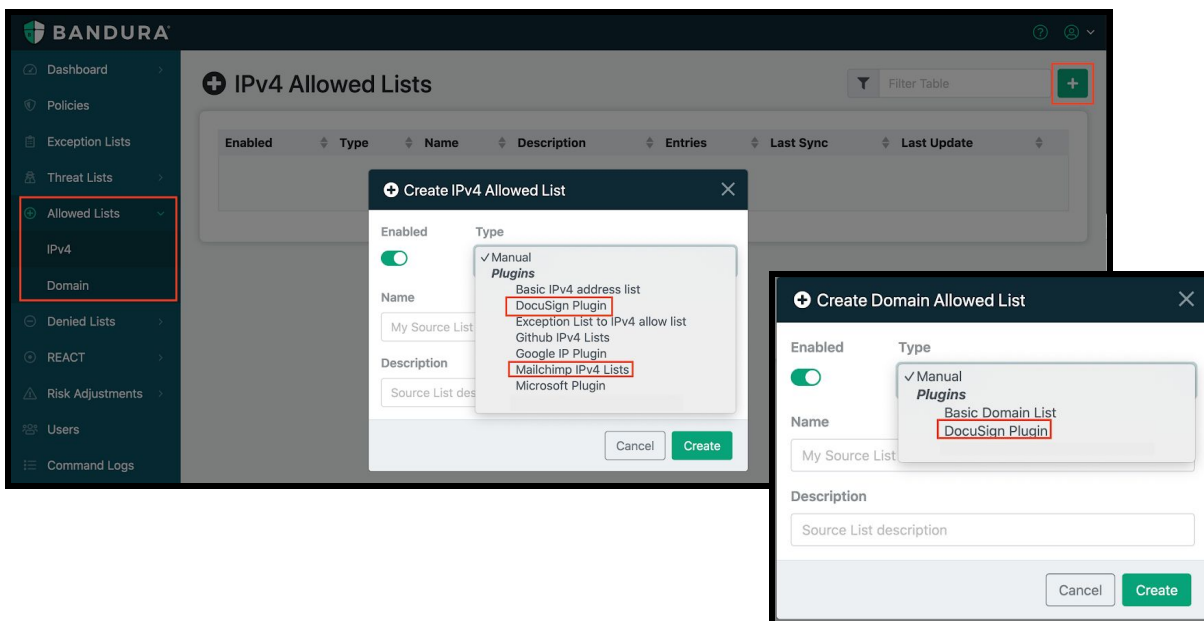 BANDURA
Dashboard
Policies
Exception Lists
Threat Lists
Allowed Lists
IPv4
Domain
Denied Lists
REACT
Risk Adjustments
Users
Command Logs
IPv4 Allowed Lists
Filter Table
+
Enabled Type Name Description Entries Last Sync Last Update
Create IPv4 Allowed List
Enabled Type
✓Manual
Plugins
Basic IPv4 address list
DocuSign Plugin
Exception List to IPv4 allow list
Github IPv4 Lists
Google IP Plugin
Mailchimp IPv4 Lists
Microsoft Plugin
Name
My Source List
Description
Source List des
Cancel Create
Create Domain Allowed List
Enabled Type
✓Manual
Plugins
Basic Domain List
DocuSign Plugin
Name
My Source List
Description
Source List description
Cancel Create